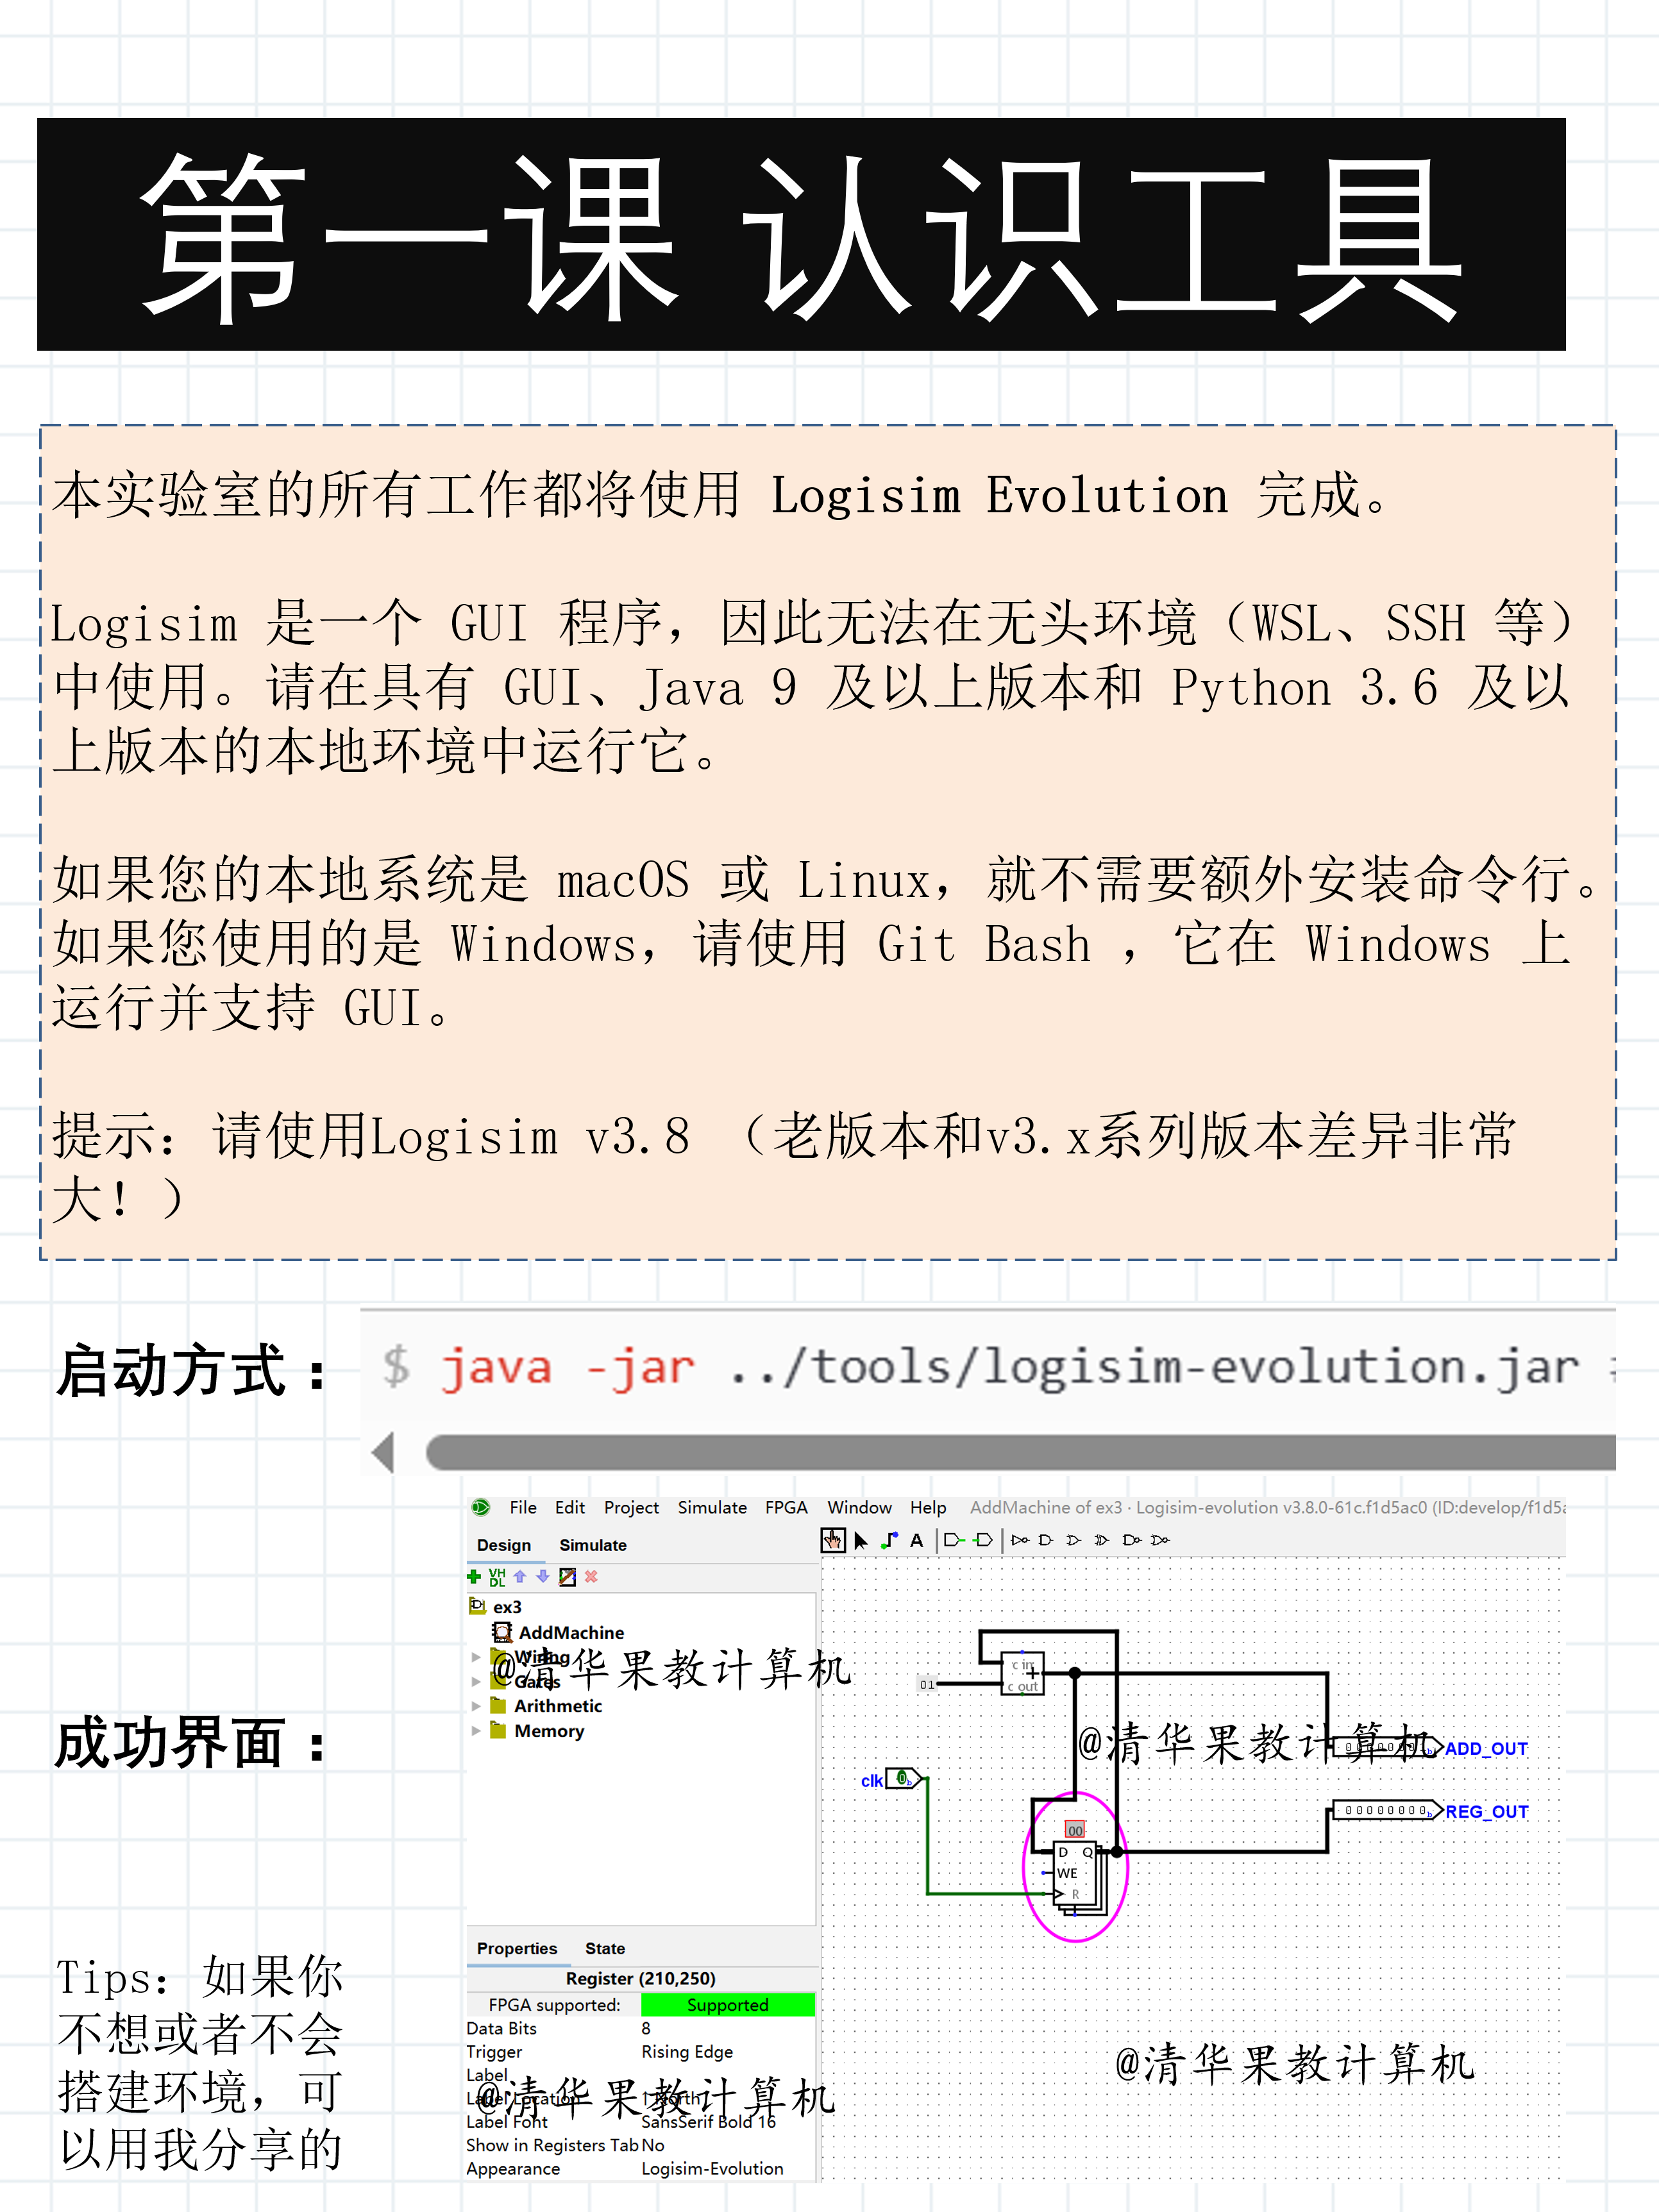 第一课 认识工具
本实验室的所有工作都将使用 Logisim Evolution 完成。
Logisim 是一个 GUI 程序，因此无法在无头环境（WSL、SSH 等）
中使用。请在具有 GUI、Java 9 及以上版本和 Python 3.6 及以
上版本的本地环境中运行它。
如果您的本地系统是 macOS 或 Linux，就不需要额外安装命令行。
如果您使用的是 Windows，请使用 Git Bash ，它在 Windows 上
运行并支持 GUI。
提示：请使用Logisim v3.8 （老版本和v3.x系列版本差异非常
大！）
启动方式：
$ java -jar ../tools/logisim-evolution.jar
成功界面：
File Edit Project Simulate FPGA Window Help AddMachine of ex3 · Logisim-evolution v3.8.0-61c.f1d5ac0 (ID:develop/f1d5a
Design Simulate
VHDL
ex3
AddMachine
Wiring
Gates
Arithmetic
Memory
@清华果教计算机
c in
+
c out
01
@清华果教计算机
ADD_OUT
clk 0b
00000000b REG_OUT
00
D Q
WE
R
Properties State
Register (210,250)
FPGA supported: Supported
Data Bits 8
Trigger Rising Edge
Label
Label Location ↑ North
Label Font SansSerif Bold 16
Show in Registers Tab No
Appearance Logisim-Evolution
@清华果教计算机
@清华果教计算机
Tips：如果你
不想或者不会
搭建环境，可
以用我分享的